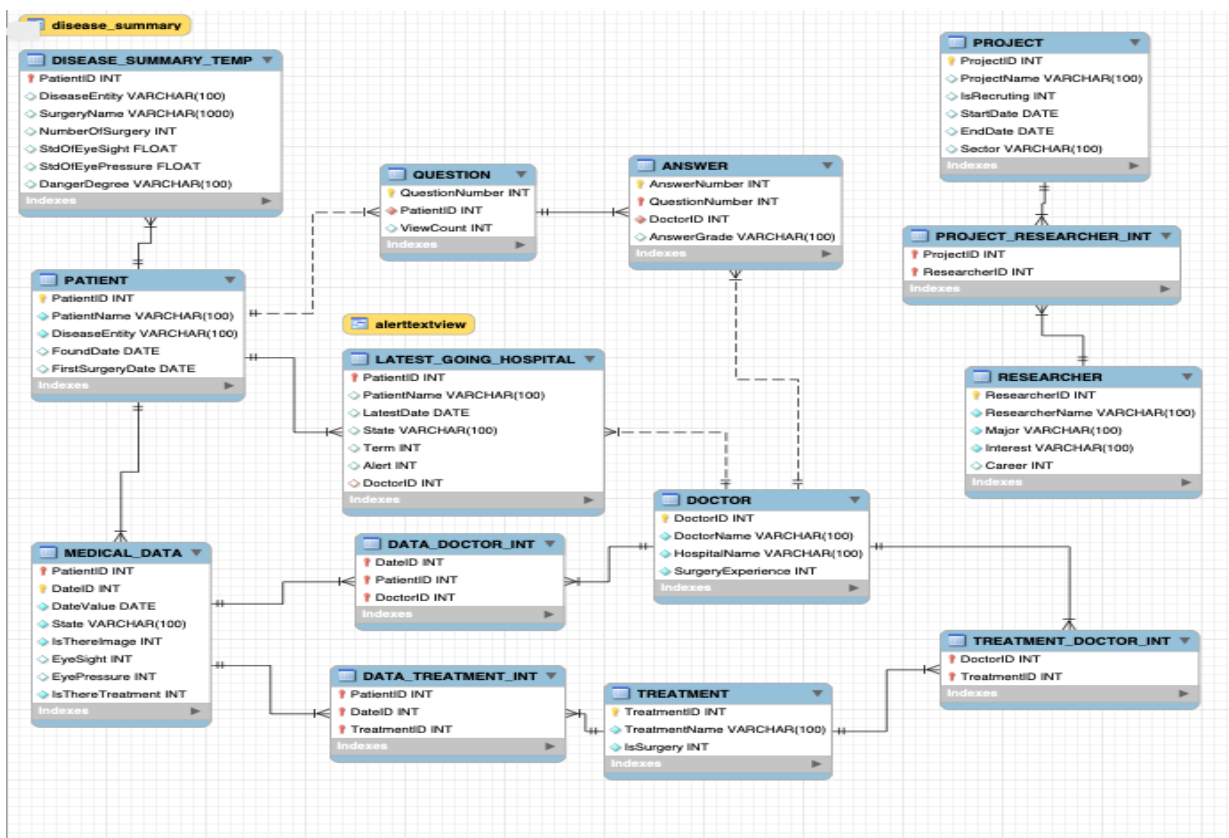 disease_summary
DISEASE_SUMMARY_TEMP
PatientID INT
DiseaseEntity VARCHAR(100)
SurgeryName VARCHAR(1000)
NumberOfSurgery INT
StdOfEyeSight FLOAT
StdOfEyePressure FLOAT
DangerDegree VARCHAR(100)
Indexes
PROJECT
ProjectID INT
ProjectName VARCHAR(100)
IsRecruting INT
StartDate DATE
EndDate DATE
Sector VARCHAR(100)
Indexes
QUESTION
QuestionNumber INT
PatientID INT
ViewCount INT
Indexes
ANSWER
AnswerNumber INT
QuestionNumber INT
DoctorID INT
AnswerGrade VARCHAR(100)
Indexes
PROJECT_RESEARCHER_INT
ProjectID INT
ResearcherID INT
Indexes
PATIENT
PatientID INT
PatientName VARCHAR(100)
DiseaseEntity VARCHAR(100)
FoundDate DATE
FirstSurgeryDate DATE
Indexes
alerttextview
LATEST_GOING_HOSPITAL
PatientID INT
PatientName VARCHAR(100)
LatestDate DATE
State VARCHAR(100)
Term INT
Alert INT
DoctorID INT
Indexes
RESEARCHER
ResearcherID INT
ResearcherName VARCHAR(100)
Major VARCHAR(100)
Interest VARCHAR(100)
Career INT
Indexes
DOCTOR
DoctorID INT
DoctorName VARCHAR(100)
HospitalName VARCHAR(100)
SurgeryExperience INT
Indexes
MEDICAL_DATA
PatientID INT
DateID INT
DateValue DATE
State VARCHAR(100)
IsThereImage INT
EyeSight INT
EyePressure INT
IsThereTreatment INT
Indexes
DATA_DOCTOR_INT
DateID INT
PatientID INT
DoctorID INT
Indexes
DATA_TREATMENT_INT
PatientID INT
DateID INT
TreatmentID INT
Indexes
TREATMENT
TreatmentID INT
TreatmentName VARCHAR(100)
IsSurgery INT
Indexes
TREATMENT_DOCTOR_INT
DoctorID INT
TreatmentID INT
Indexes